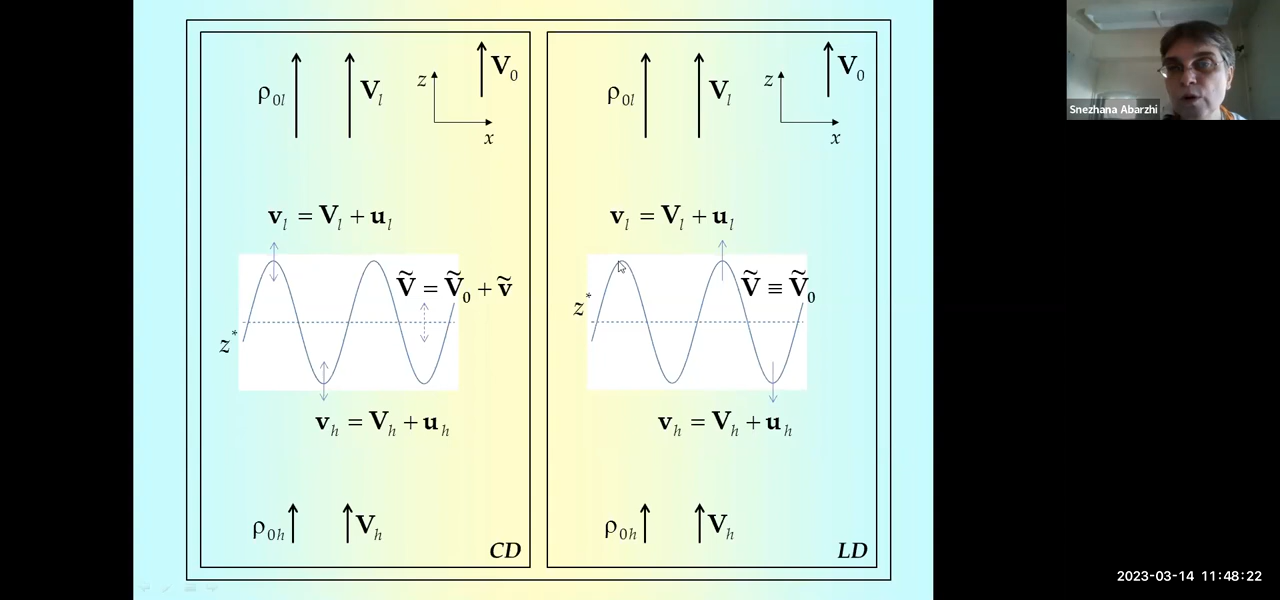 ρ₀ₗ Vₗ z x V₀
vₗ = Vₗ + uₗ
Ṽ = Ṽ₀ + ṽ
z*
vₕ = Vₕ + uₕ
ρ₀ₕ Vₕ
CD
ρ₀ₗ Vₗ z x V₀
vₗ = Vₗ + uₗ
Ṽ ≡ Ṽ₀
z*
vₕ = Vₕ + uₕ
ρ₀ₕ Vₕ
LD
Snezhana Abarzhi
2023-03-14 11:48:22